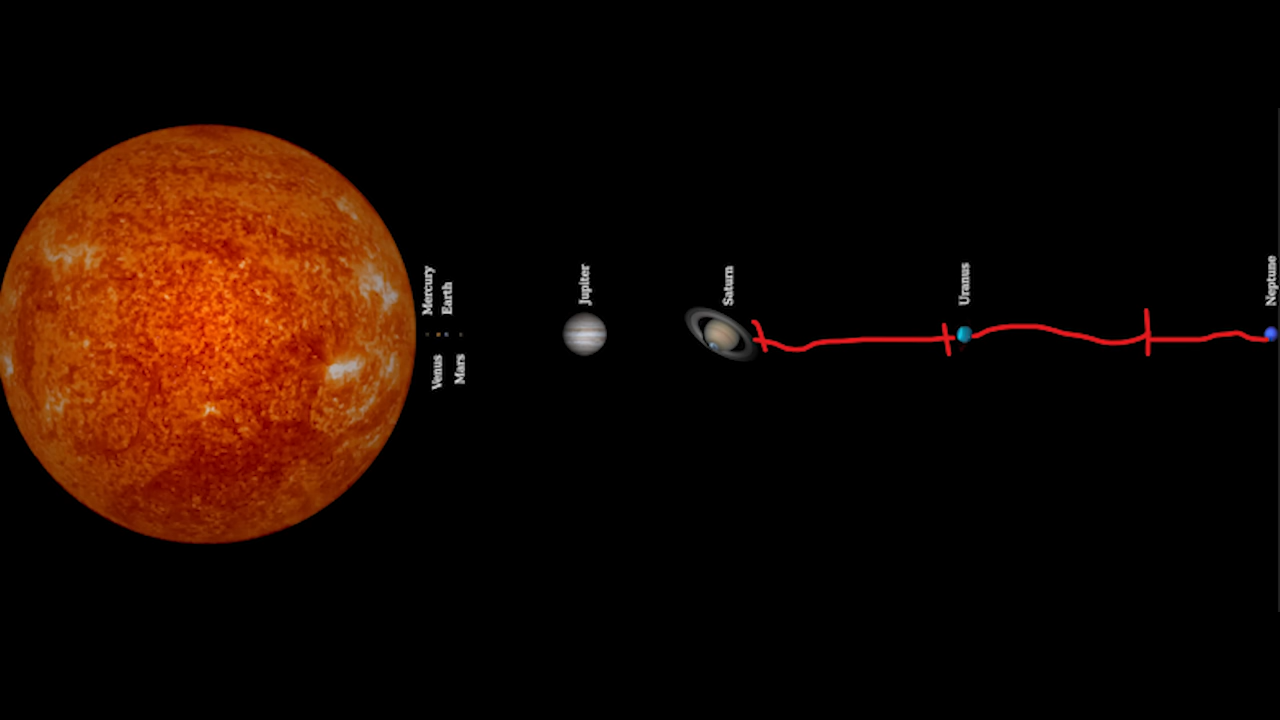 Mercury
Venus
Earth
Mars
Jupiter
Saturn
Uranus
Neptune